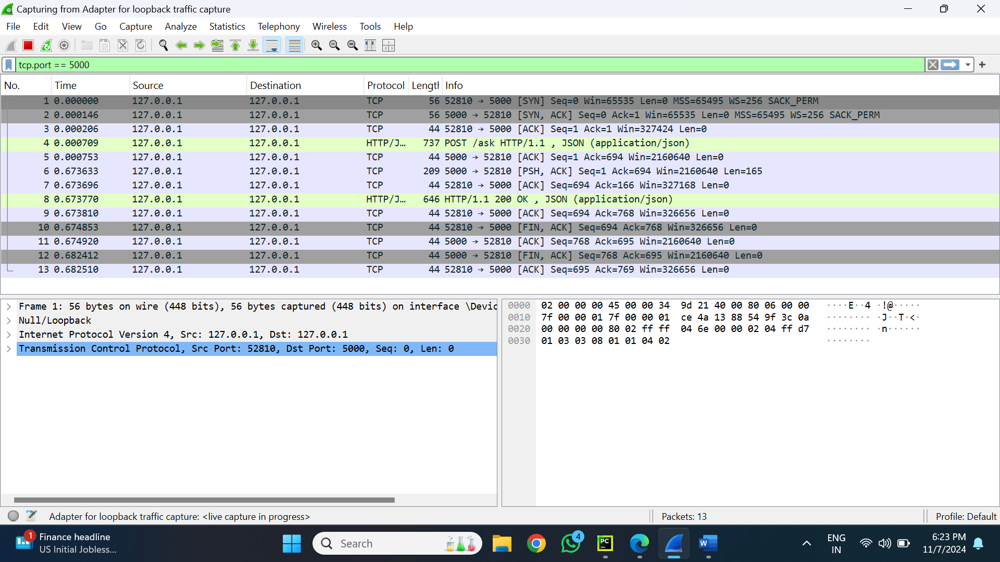 Capturing from Adapter for loopback traffic capture
File Edit View Go Capture Analyze Statistics Telephony Wireless Tools Help
tcp.port == 5000
No. Time Source Destination Protocol Length Info
1 0.000000 127.0.0.1 127.0.0.1 TCP 56 52810 → 5000 [SYN] Seq=0 Win=65535 Len=0 MSS=65495 WS=256 SACK_PERM
2 0.000146 127.0.0.1 127.0.0.1 TCP 56 5000 → 52810 [SYN, ACK] Seq=0 Ack=1 Win=65535 Len=0 MSS=65495 WS=256 SACK_PERM
3 0.000206 127.0.0.1 127.0.0.1 TCP 44 52810 → 5000 [ACK] Seq=1 Ack=1 Win=327424 Len=0
4 0.000709 127.0.0.1 127.0.0.1 HTTP/J… 737 POST /ask HTTP/1.1 , JSON (application/json)
5 0.000753 127.0.0.1 127.0.0.1 TCP 44 5000 → 52810 [ACK] Seq=1 Ack=694 Win=2160640 Len=0
6 0.673633 127.0.0.1 127.0.0.1 TCP 209 5000 → 52810 [PSH, ACK] Seq=1 Ack=694 Win=2160640 Len=165
7 0.673696 127.0.0.1 127.0.0.1 TCP 44 52810 → 5000 [ACK] Seq=694 Ack=166 Win=327168 Len=0
8 0.673770 127.0.0.1 127.0.0.1 HTTP/J… 646 HTTP/1.1 200 OK , JSON (application/json)
9 0.673810 127.0.0.1 127.0.0.1 TCP 44 52810 → 5000 [ACK] Seq=694 Ack=768 Win=326656 Len=0
10 0.674853 127.0.0.1 127.0.0.1 TCP 44 52810 → 5000 [FIN, ACK] Seq=694 Ack=768 Win=326656 Len=0
11 0.674920 127.0.0.1 127.0.0.1 TCP 44 5000 → 52810 [ACK] Seq=768 Ack=695 Win=2160640 Len=0
12 0.682412 127.0.0.1 127.0.0.1 TCP 44 5000 → 52810 [FIN, ACK] Seq=768 Ack=695 Win=2160640 Len=0
13 0.682510 127.0.0.1 127.0.0.1 TCP 44 52810 → 5000 [ACK] Seq=695 Ack=769 Win=326656 Len=0
Frame 1: 56 bytes on wire (448 bits), 56 bytes captured (448 bits) on interface \Devic
Null/Loopback
Internet Protocol Version 4, Src: 127.0.0.1, Dst: 127.0.0.1
Transmission Control Protocol, Src Port: 52810, Dst Port: 5000, Seq: 0, Len: 0
0000 02 00 00 00 45 00 00 34 9d 21 40 00 80 06 00 00 ····E··4 ·!@·····
0010 7f 00 00 01 7f 00 00 01 ce 4a 13 88 54 9f 3c 0a ········ ·J··T·<·
0020 00 00 00 00 80 02 ff ff 04 6e 00 00 02 04 ff d7 ········ ·n······
0030 01 03 03 08 01 01 04 02 ········
Adapter for loopback traffic capture: <live capture in progress> Packets: 13 Profile: Default
1 Finance headline
US Initial Jobless...
Search
4
PC
W
ENG
IN
6:23 PM
11/7/2024